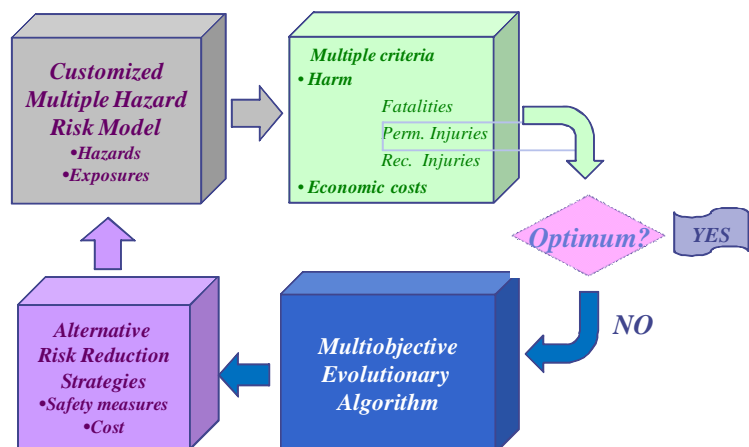 Customized
Multiple Hazard
Risk Model
•Hazards
•Exposures
Multiple criteria
•Harm
Fatalities
Perm. Injuries
Rec. Injuries
•Economic costs
Optimum?
YES
NO
Multiobjective
Evolutionary
Algorithm
Alternative
Risk Reduction
Strategies
•Safety measures
•Cost